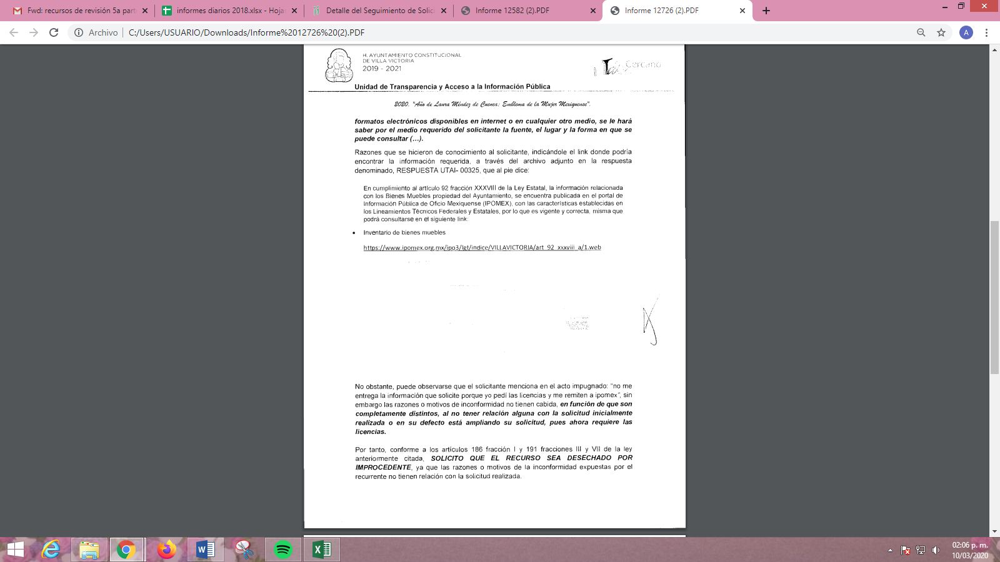 Fwd: recursos de revisión 5a part
informes diarios 2018.xlsx - Hoja
Detalle del Seguimiento de Solici
Informe 12582 (2).PDF
Informe 12726 (2).PDF
Archivo
C:/Users/USUARIO/Downloads/Informe%2012726%20(2).PDF
A
H. AYUNTAMIENTO CONSTITUCIONAL
DE VILLA VICTORIA
2019 - 2021
Cercano
Unidad de Transparencia y Acceso a la Información Pública
2020. "Año de Laura Méndez de Cuenca; Emblema de la Mujer Mexiquense".
formatos electrónicos disponibles en internet o en cualquier otro medio, se le hará
saber por el medio requerido del solicitante la fuente, el lugar y la forma en que se
puede consultar (...).
Razones que se hicieron de conocimiento al solicitante, indicándole el link donde podría
encontrar la información requerida, a través del archivo adjunto en la respuesta
denominado, RESPUESTA UTAI- 00325, que al pie dice:
En cumplimiento al artículo 92 fracción XXXVIII de la Ley Estatal, la información relacionada
con los Bienes Muebles propiedad del Ayuntamiento, se encuentra publicada en el portal de
Información Pública de Oficio Mexiquense (IPOMEX), con las características establecidas en
los Lineamientos Técnicos Federales y Estatales, por lo que es vigente y correcta, misma que
podrá consultarse en el siguiente link:
• Inventario de bienes muebles
https://www.ipomex.org.mx/ipo3/lgt/indice/VILLAVICTORIA/art_92_xxxviii_a/1.web
No obstante, puede observarse que el solicitante menciona en el acto impugnado: "no me
entrega la información que solicite porque yo pedí las licencias y me remiten a ipomex", sin
embargo las razones o motivos de inconformidad no tienen cabida, en función de que son
completamente distintos, al no tener relación alguna con la solicitud inicialmente
realizada o en su defecto está ampliando su solicitud, pues ahora requiere las
licencias.
Por tanto, conforme a los artículos 186 fracción I y 191 fracciones III y VII de la ley
anteriormente citada, SOLICITO QUE EL RECURSO SEA DESECHADO POR
IMPROCEDENTE, ya que las razones o motivos de la inconformidad expuestas por el
recurrente no tienen relación con la solicitud realizada.
02:06 p. m.
10/03/2020